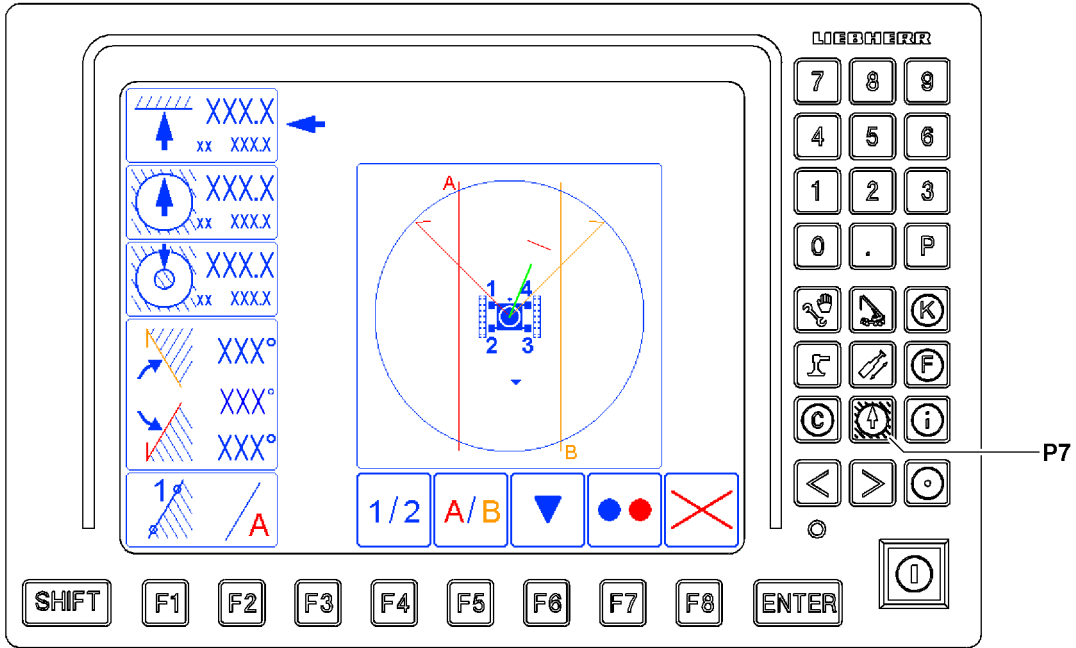 LIEBHERR
7 8 9
4 5 6
1 2 3
0 . P
K
F
C i
P7
< >
XXX.X
xx XXX.X
XXX.X
xx XXX.X
XXX.X
xx XXX.X
XXX°
XXX°
XXX°
1 A
A
1 4
2 3
B
1/2 A/B
SHIFT F1 F2 F3 F4 F5 F6 F7 F8 ENTER